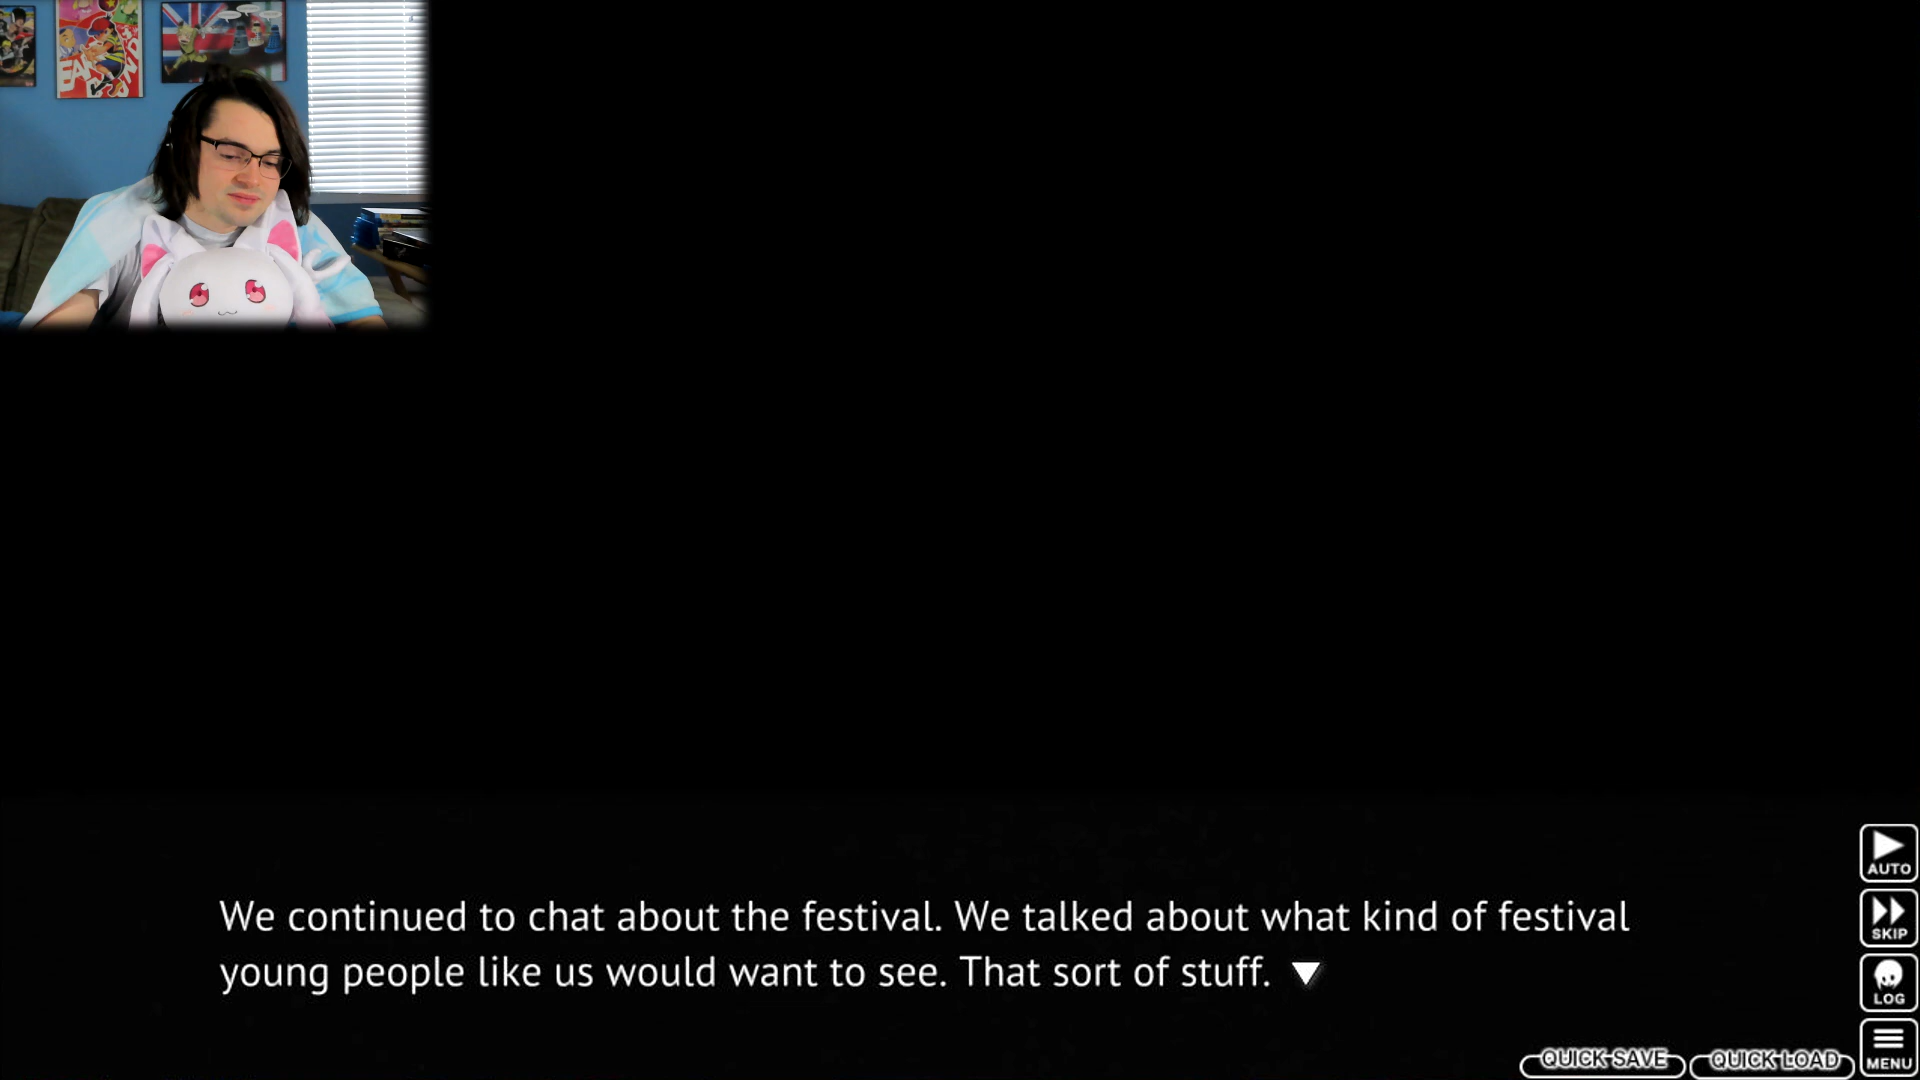 EA
We continued to chat about the festival. We talked about what kind of festival
young people like us would want to see. That sort of stuff.
AUTO
SKIP
LOG
MENU
QUICK SAVE
QUICK LOAD